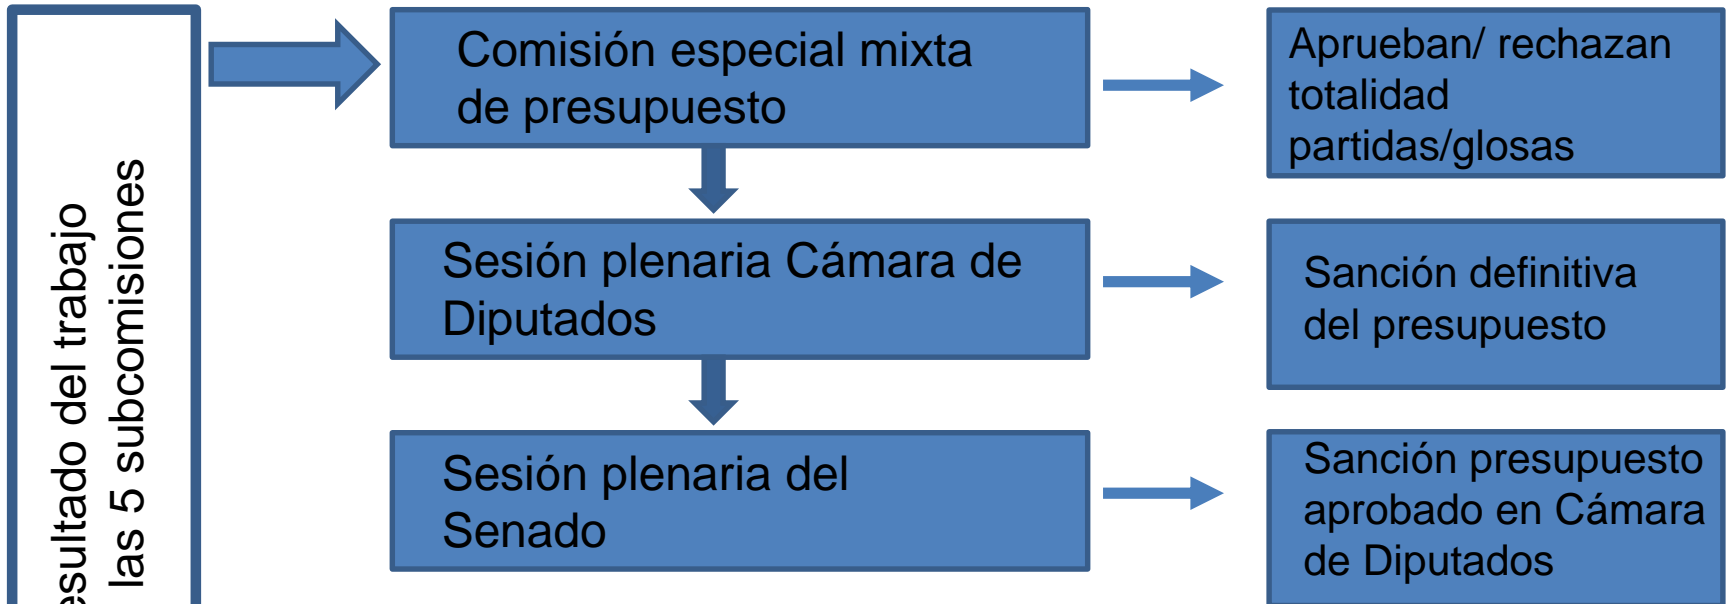 esultado del trabajo
las 5 subcomisiones
Comisión especial mixta
de presupuesto
Aprueban/ rechazan
totalidad
partidas/glosas
Sesión plenaria Cámara de
Diputados
Sanción definitiva
del presupuesto
Sesión plenaria del
Senado
Sanción presupuesto
aprobado en Cámara
de Diputados